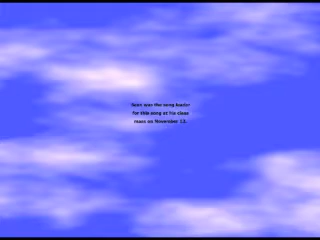 Sean was the song leader
for this song at his class
mass on November 12.